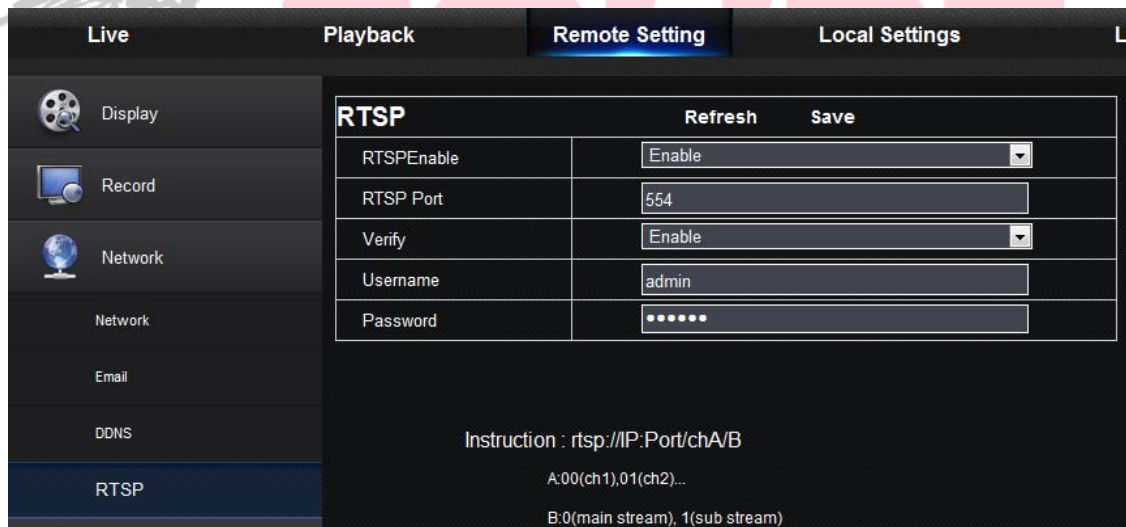 Live Playback Remote Setting Local Settings
Display
Record
Network
Network
Email
DDNS
RTSP
RTSP Refresh Save
RTSPEnable Enable
RTSP Port 554
Verify Enable
Username admin
Password ••••••
Instruction : rtsp://IP:Port/chA/B
A:00(ch1),01(ch2)...
B:0(main stream), 1(sub stream)